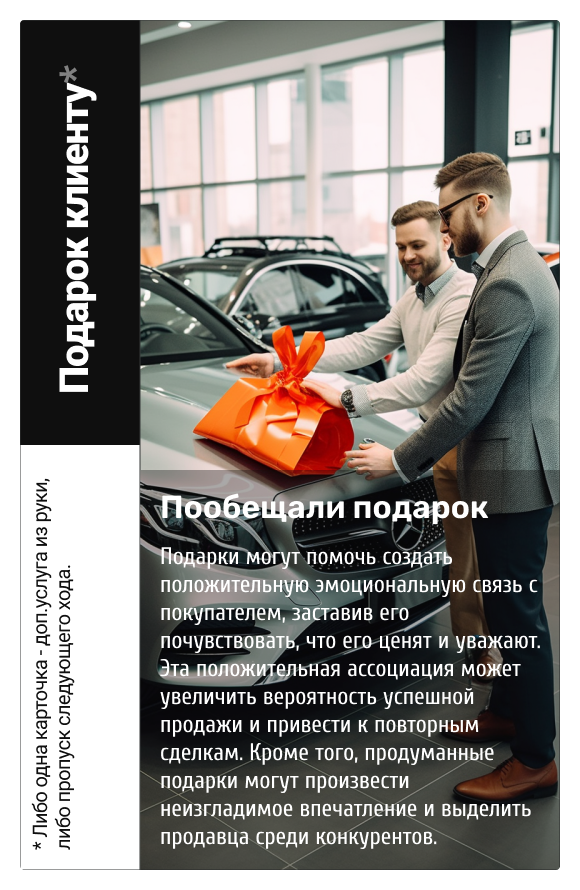 Подарок клиенту*
* Либо одна карточка - доп.услуга из руки,
либо пропуск следующего хода.
Пообещали подарок
Подарки могут помочь создать
положительную эмоциональную связь с
покупателем, заставив его
почувствовать, что его ценят и уважают.
Эта положительная ассоциация может
увеличить вероятность успешной
продажи и привести к повторным
сделкам. Кроме того, продуманные
подарки могут произвести
неизгладимое впечатление и выделить
продавца среди конкурентов.